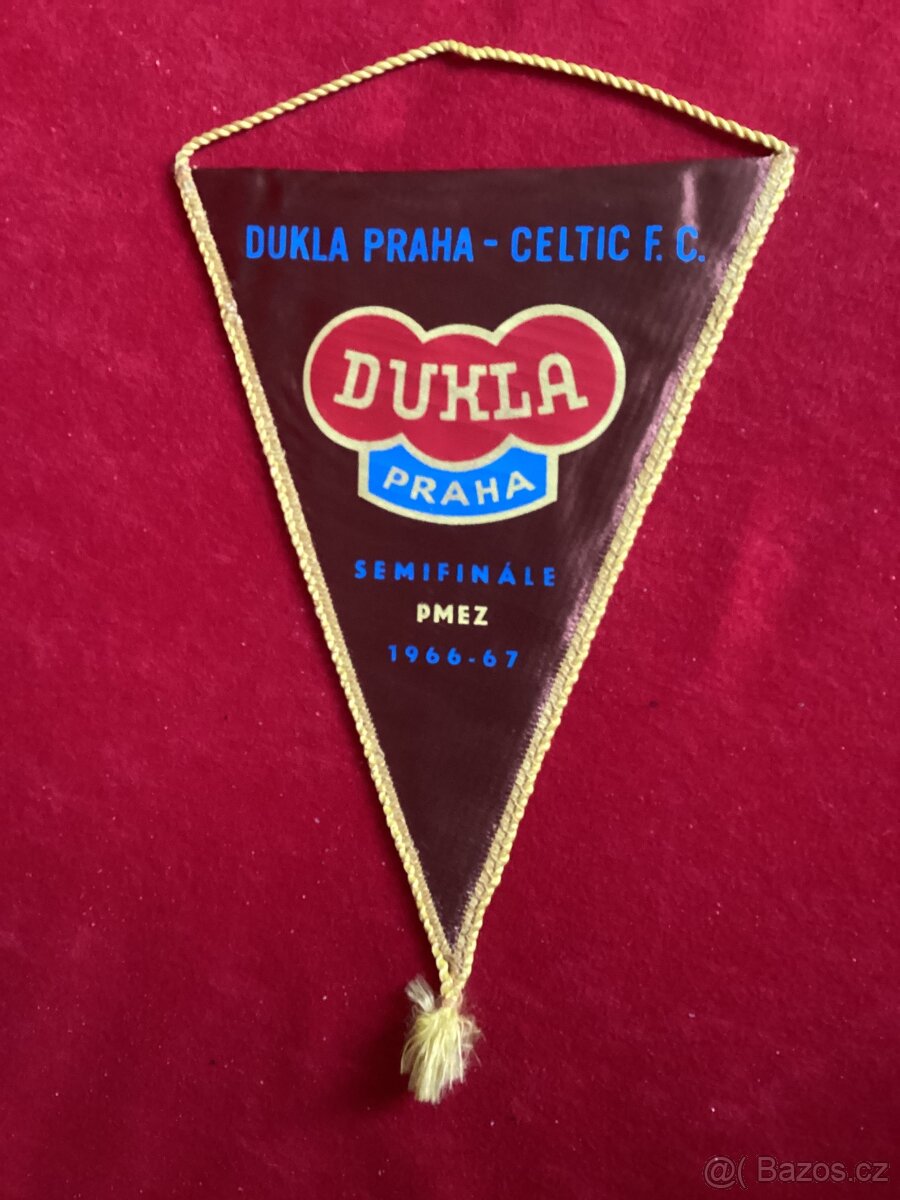 DUKLA PRAHA - CELTIC F. C.
DUKLA
PRAHA
SEMIFINÁLE
PMEZ
1966-67
@( Bazos.cz